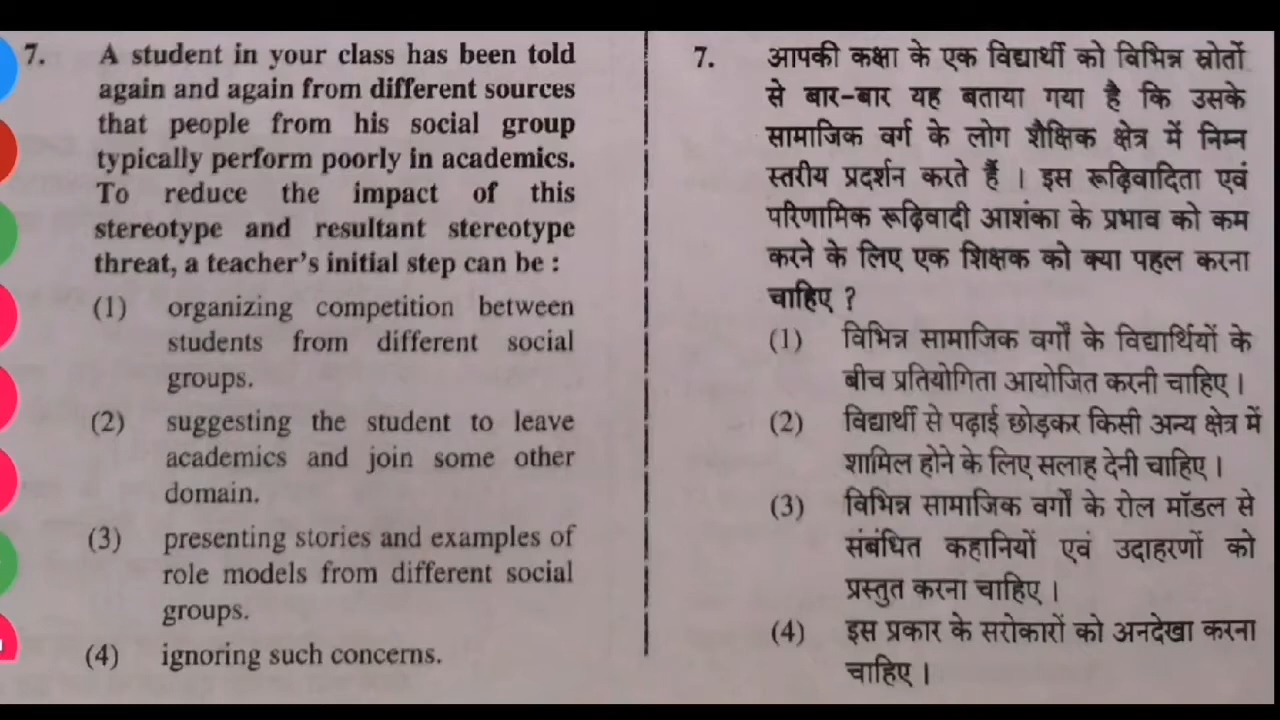 7. A student in your class has been told
again and again from different sources
that people from his social group
typically perform poorly in academics.
To reduce the impact of this
stereotype and resultant stereotype
threat, a teacher's initial step can be :
(1) organizing competition between
students from different social
groups.
(2) suggesting the student to leave
academics and join some other
domain.
(3) presenting stories and examples of
role models from different social
groups.
(4) ignoring such concerns.
7. आपकी कक्षा के एक विद्यार्थी को विभिन्न स्रोतों
से बार-बार यह बताया गया है कि उसके
सामाजिक वर्ग के लोग शैक्षिक क्षेत्र में निम्न
स्तरीय प्रदर्शन करते हैं । इस रूढ़िवादिता एवं
परिणामिक रूढ़िवादी आशंका के प्रभाव को कम
करने के लिए एक शिक्षक को क्या पहल करना
चाहिए ?
(1) विभिन्न सामाजिक वर्गों के विद्यार्थियों के
बीच प्रतियोगिता आयोजित करनी चाहिए ।
(2) विद्यार्थी से पढ़ाई छोड़कर किसी अन्य क्षेत्र में
शामिल होने के लिए सलाह देनी चाहिए ।
(3) विभिन्न सामाजिक वर्गों के रोल मॉडल से
संबंधित कहानियों एवं उदाहरणों को
प्रस्तुत करना चाहिए ।
(4) इस प्रकार के सरोकारों को अनदेखा करना
चाहिए ।